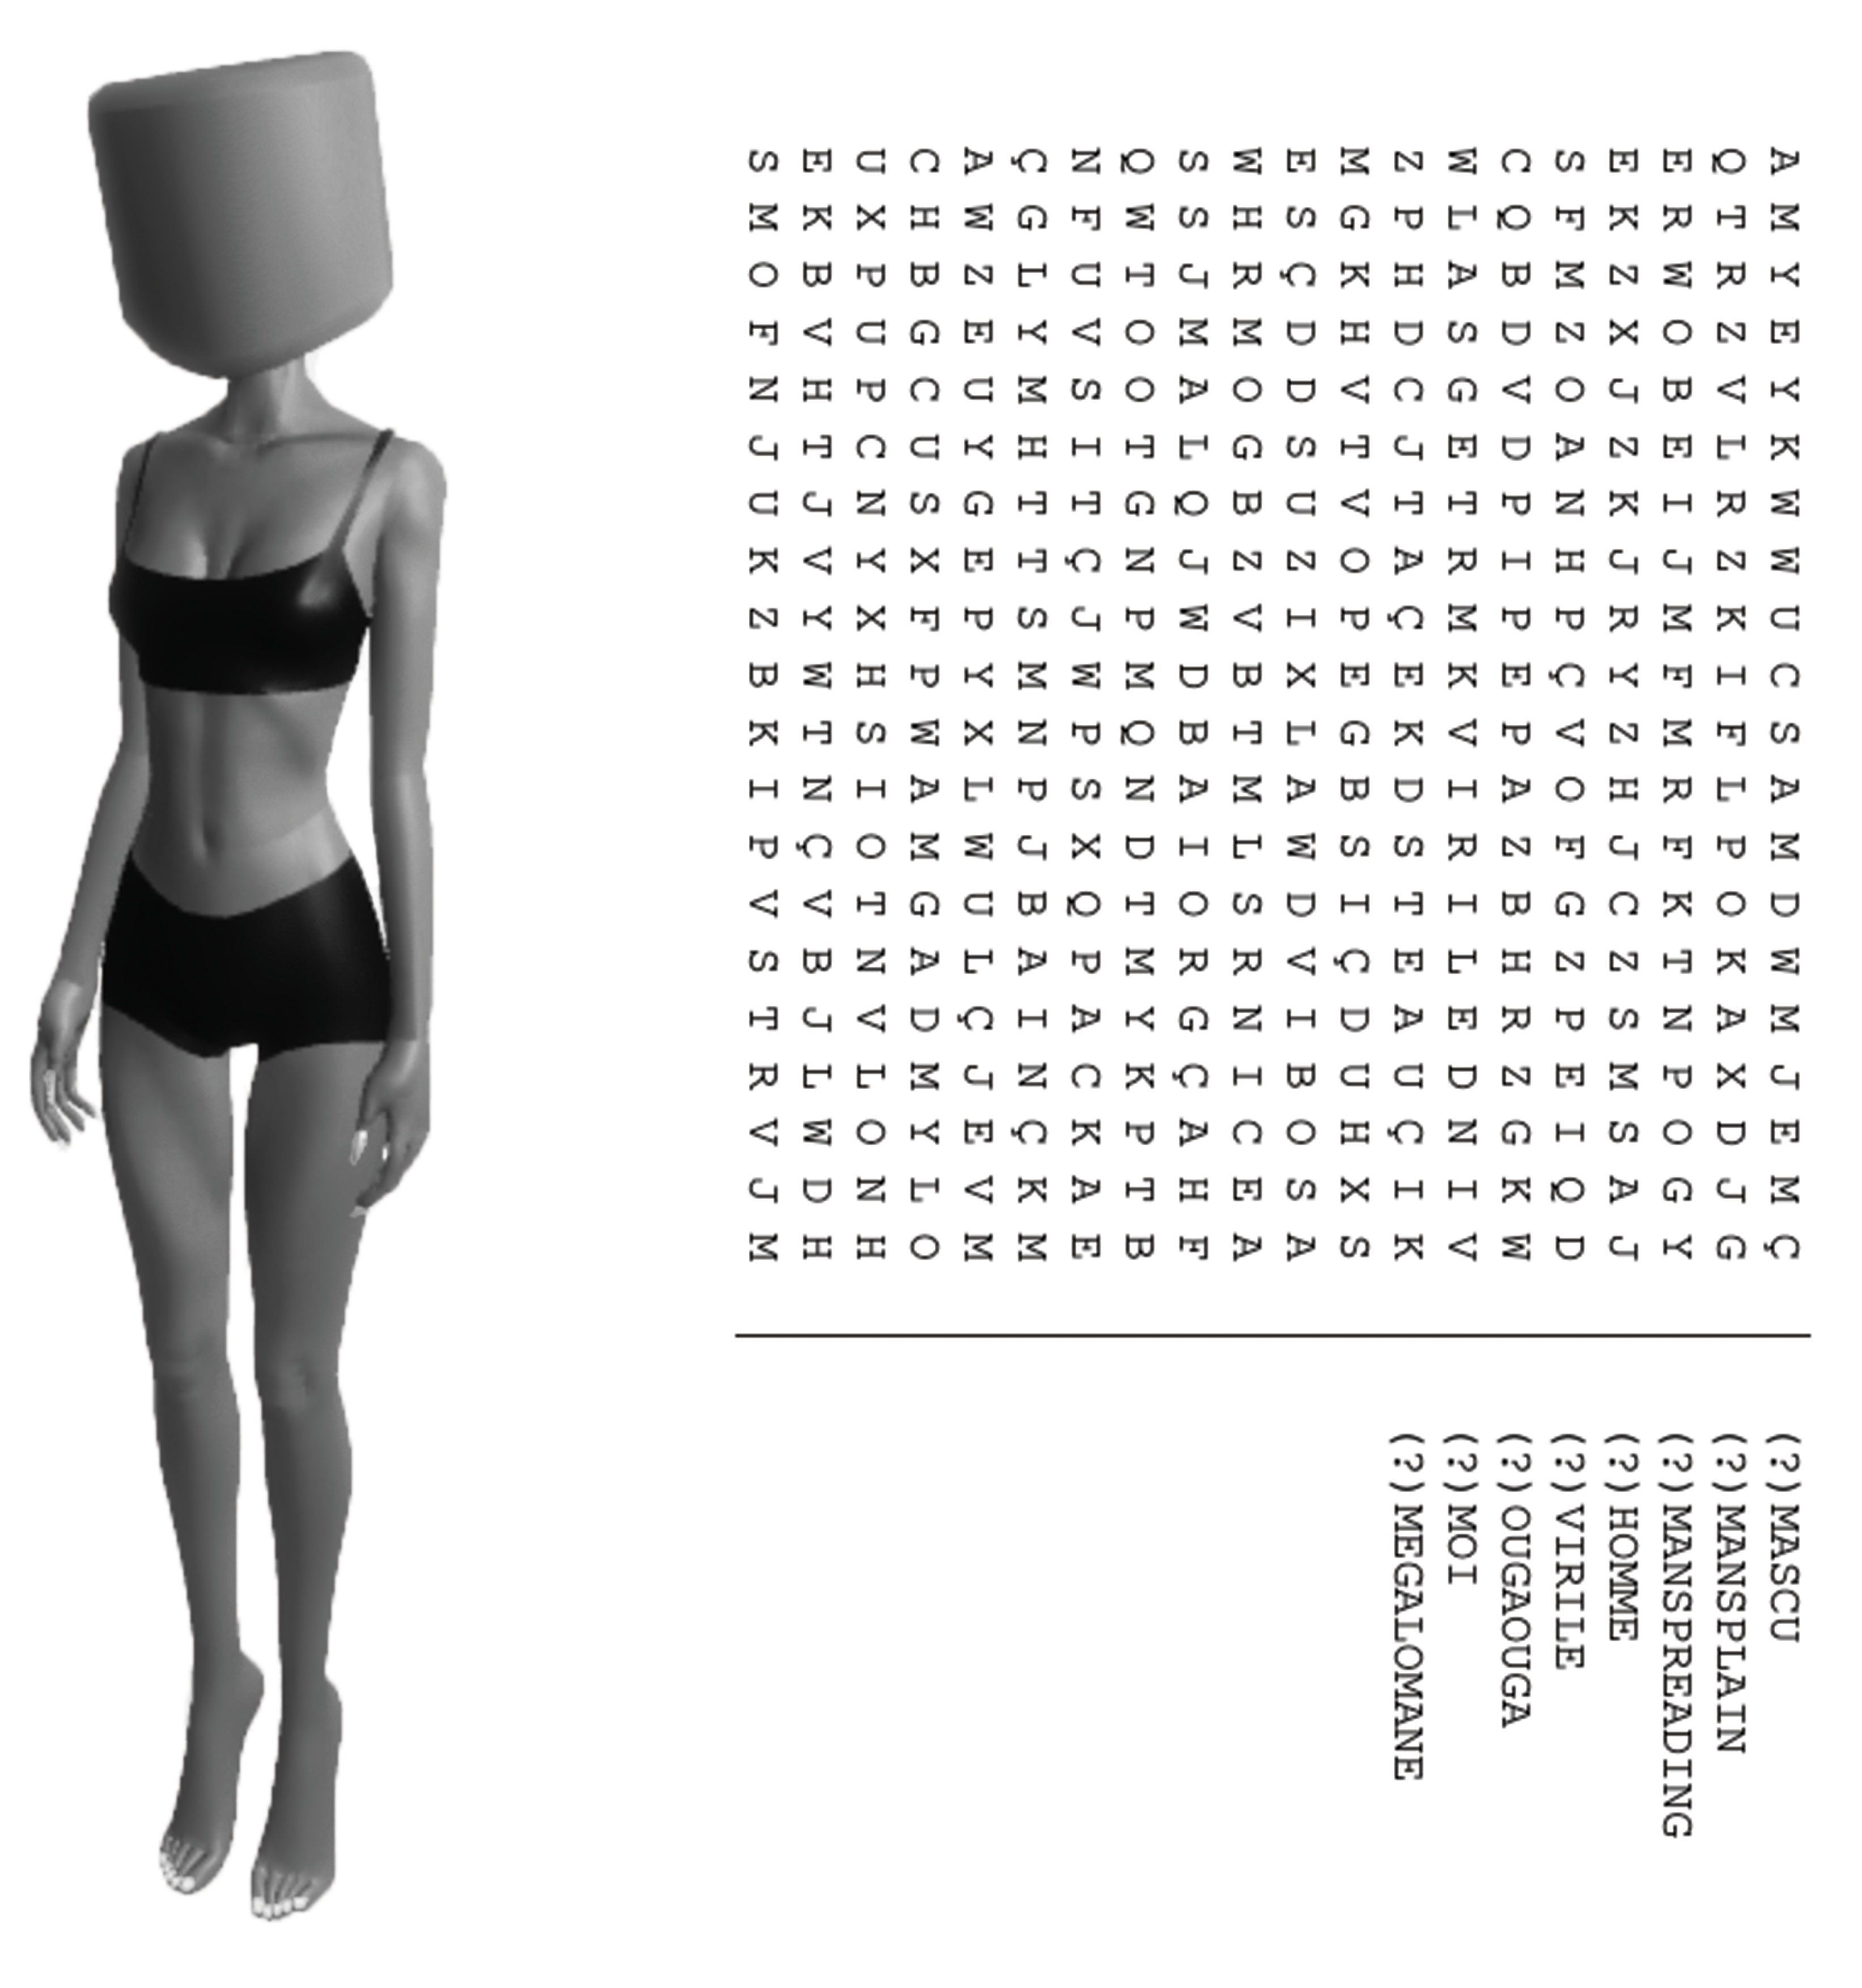 A M Y E Y K W W U C S A M D W M J E M Ç
Q T R Z V L R Z K I F L P O K A X D J G
E R W O B E I J M F M R F K T N P O G Y
E K Z X J Z K J R Y Z H J C Z S M S A J
S F M Z O A N H P Ç V O F G Z P E I Q D
C Q B D V D P I P E P A Z B H R Z G K W
W L A S G E T R M K V I R I L E D N I V
Z P H D C J T A Ç E K D S T E A U Ç I K
M G K H V T V O P E G B S I Ç D U H X S
E S Ç D D S U Z I X L A W D V I B O S A
W H R M O G B Z V B T M L S R N I C E A
S S J M A L Q J W D B A I O R G Ç A H F
Q W T O O T G N P M Q N D T M Y K P T B
N F U V S I T Ç J W P S X Q P A C K A E
Ç G L Y M H T T S M N P J B A I N Ç K M
A W Z E U Y G E P Y X L W U L Ç J E V M
C H B G C U S X F P W A M G A D M Y L O
U X P U P C N Y X H S I O T N V L O N H
E K B V H T J V Y W T N Ç V B J L W D H
S M O F N J U K Z B K I P V S T R V J M
(?)MASCU
(?)MANSPLAIN
(?)MANSPREADING
(?)HOMME
(?)VIRILE
(?)OUGAOUGA
(?)MOI
(?)MEGALOMANE